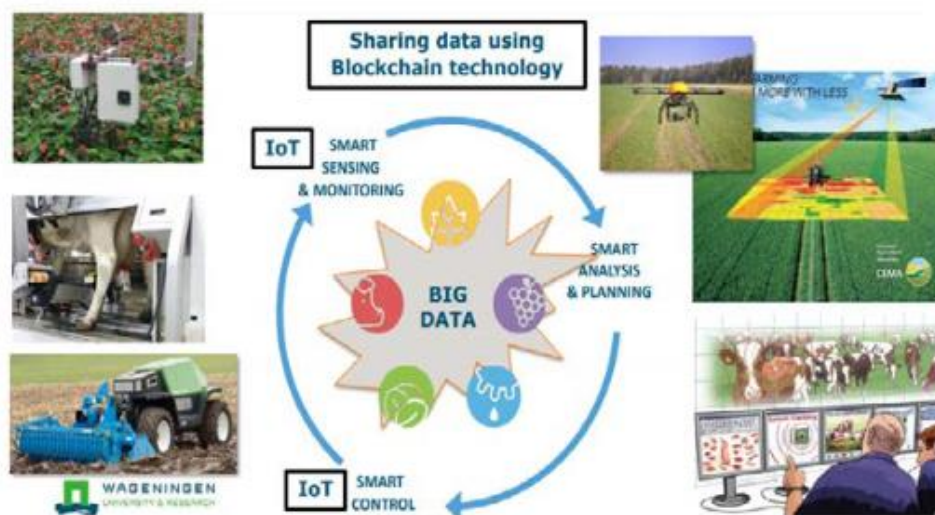 Sharing data using
Blockchain technology
ARMING
MORE WITH LESS
IoT
SMART
SENSING
& MONITORING
SMART
ANALYSIS
& PLANNING
BIG
DATA
CEMA
IoT
SMART
CONTROL
WAGENINGEN
UNIVERSITY & RESEARCH